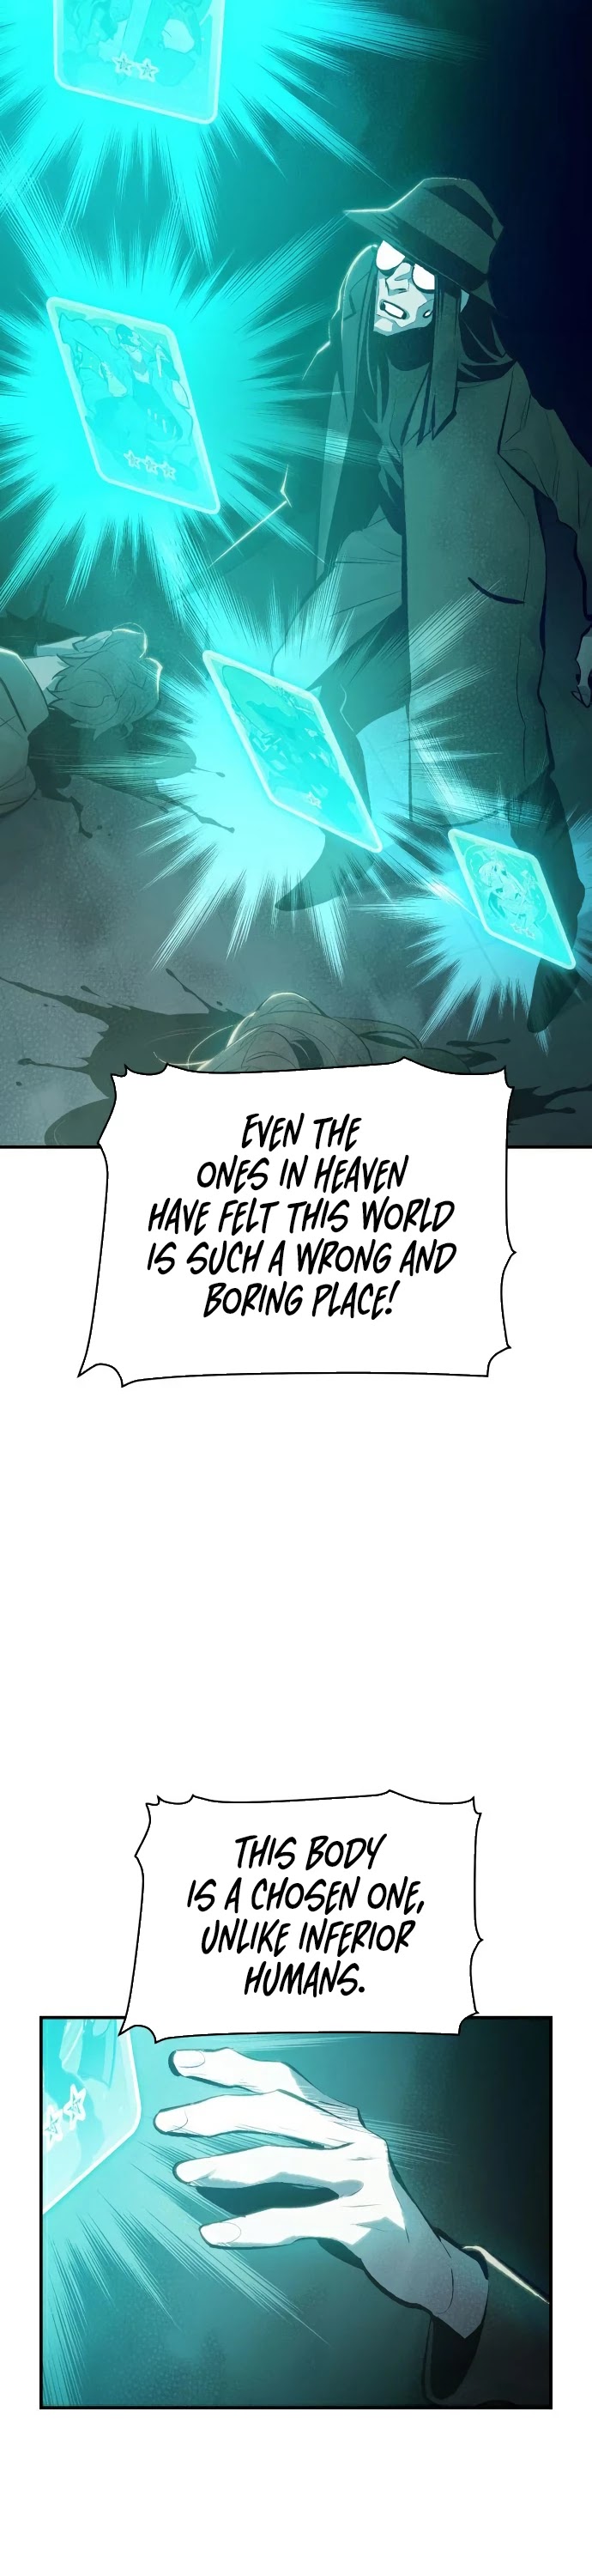 EVEN THE
ONES IN HEAVEN
HAVE FELT THIS WORLD
IS SUCH A WRONG AND
BORING PLACE!
THIS BODY
IS A CHOSEN ONE,
UNLIKE INFERIOR
HUMANS.